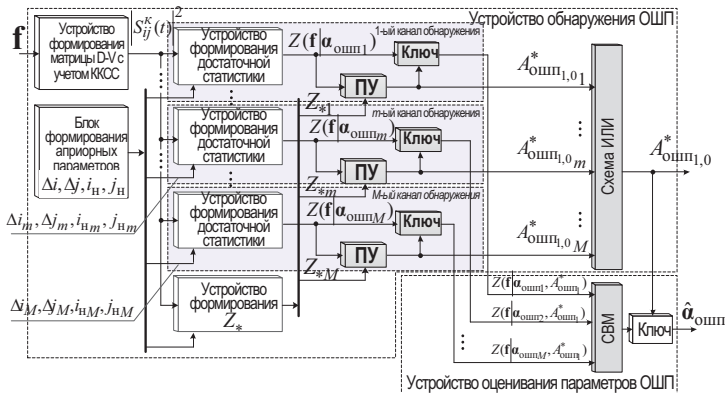 Устройство обнаружения ОШП
f
Устройство
формирования
матрицы D-V с
учетом ККСС
|S^К_ij(t)|^2
Устройство
формирования
достаточной
статистики
Z(f|α_ошп1)
1-ый канал обнаружения
Ключ
ПУ
Z_*1
A*_ошп1,0 1
Блок
формирования
априорных
параметров
Δi, Δj, i_н, j_н
Устройство
формирования
достаточной
статистики
Z(f|α_ошпm)
m-ый канал обнаружения
Ключ
ПУ
Z_*m
A*_ошп1,0 m
Δi_m, Δj_m, i_нm, j_нm
Устройство
формирования
достаточной
статистики
Z(f|α_ошпM)
M-ый канал обнаружения
Ключ
ПУ
Z_*M
A*_ошп1,0 M
Δi_M, Δj_M, i_нM, j_нM
Устройство
формирования
Z_*
Схема ИЛИ
A*_ошп1,0
Z(f|α_ошп1, A*_ошп1)
Z(f|α_ошп2, A*_ошп1)
Z(f|α_ошпM, A*_ошп1)
СВМ
Ключ
α̂_ошп
Устройство оценивания параметров ОШП